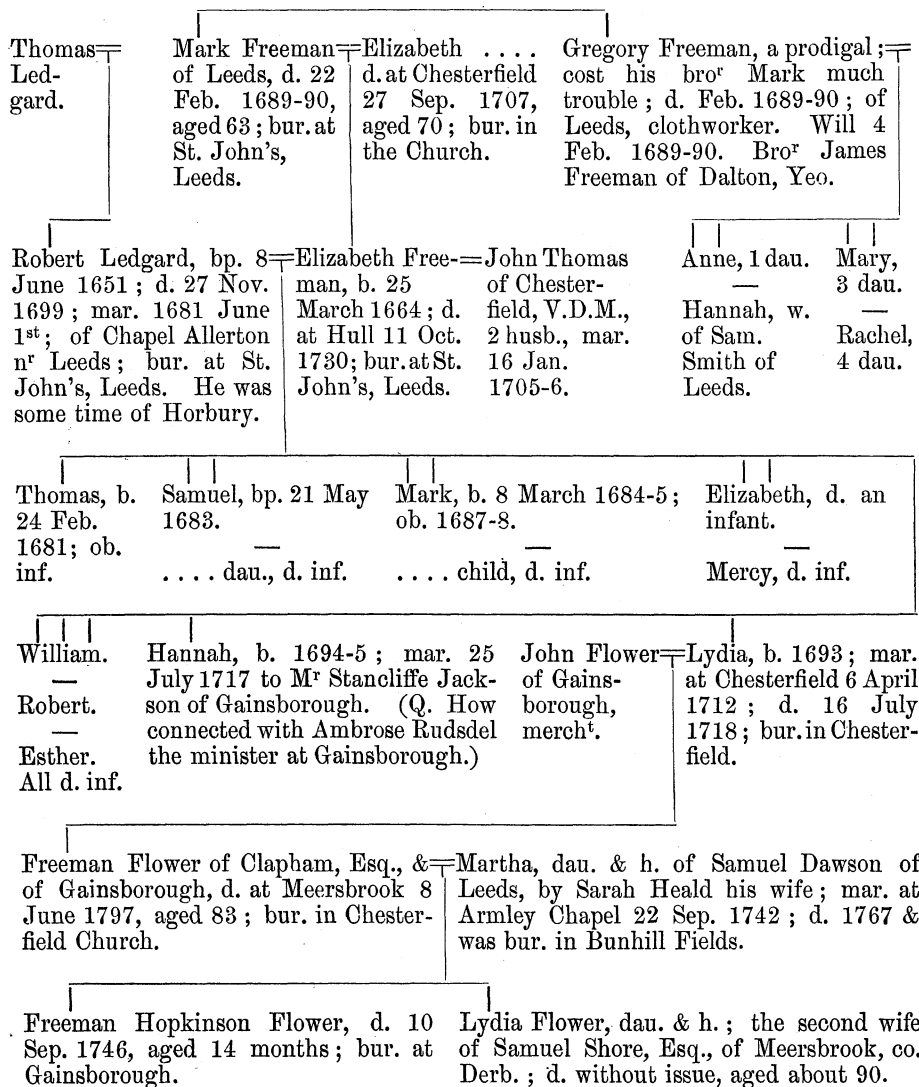 Thomas
Led-
gard.
Mark Freeman
of Leeds, d. 22
Feb. 1689-90,
aged 63 ; bur. at
St. John's,
Leeds.
Elizabeth . . . .
d. at Chesterfield
27 Sep. 1707,
aged 70 ; bur. in
the Church.
Gregory Freeman, a prodigal ;
cost his broʳ Mark much
trouble ; d. Feb. 1689-90 ; of
Leeds, clothworker. Will 4
Feb. 1689-90. Broʳ James
Freeman of Dalton, Yeo.
Robert Ledgard, bp. 8
June 1651 ; d. 27 Nov.
1699 ; mar. 1681 June
1ˢᵗ ; of Chapel Allerton
nʳ Leeds ; bur. at St.
John's, Leeds. He was
some time of Horbury.
Elizabeth Free-
man, b. 25
March 1664 ; d.
at Hull 11 Oct.
1730; bur. at St.
John's, Leeds.
John Thomas
of Chester-
field, V.D.M.,
2 husb., mar.
16 Jan.
1705-6.
Anne, 1 dau.
—
Hannah, w.
of Sam.
Smith of
Leeds.
Mary,
3 dau.
—
Rachel,
4 dau.
Thomas, b.
24 Feb.
1681; ob.
inf.
Samuel, bp. 21 May
1683.
—
. . . . dau., d. inf.
Mark, b. 8 March 1684-5 ;
ob. 1687-8.
—
. . . . child, d. inf.
Elizabeth, d. an
infant.
—
Mercy, d. inf.
William.
—
Robert.
—
Esther.
All d. inf.
Hannah, b. 1694-5 ; mar. 25
July 1717 to Mʳ Stancliffe Jack-
son of Gainsborough. (Q. How
connected with Ambrose Rudsdel
the minister at Gainsborough.)
John Flower
of Gains-
borough,
merchᵗ.
Lydia, b. 1693 ; mar.
at Chesterfield 6 April
1712 ; d. 16 July
1718 ; bur. in Chester-
field.
Freeman Flower of Clapham, Esq., &
of Gainsborough, d. at Meersbrook 8
June 1797, aged 83 ; bur. in Chester-
field Church.
Martha, dau. & h. of Samuel Dawson of
Leeds, by Sarah Heald his wife ; mar. at
Armley Chapel 22 Sep. 1742 ; d. 1767 &
was bur. in Bunhill Fields.
Freeman Hopkinson Flower, d. 10
Sep. 1746, aged 14 months ; bur. at
Gainsborough.
Lydia Flower, dau. & h. ; the second wife
of Samuel Shore, Esq., of Meersbrook, co.
Derb. ; d. without issue, aged about 90.